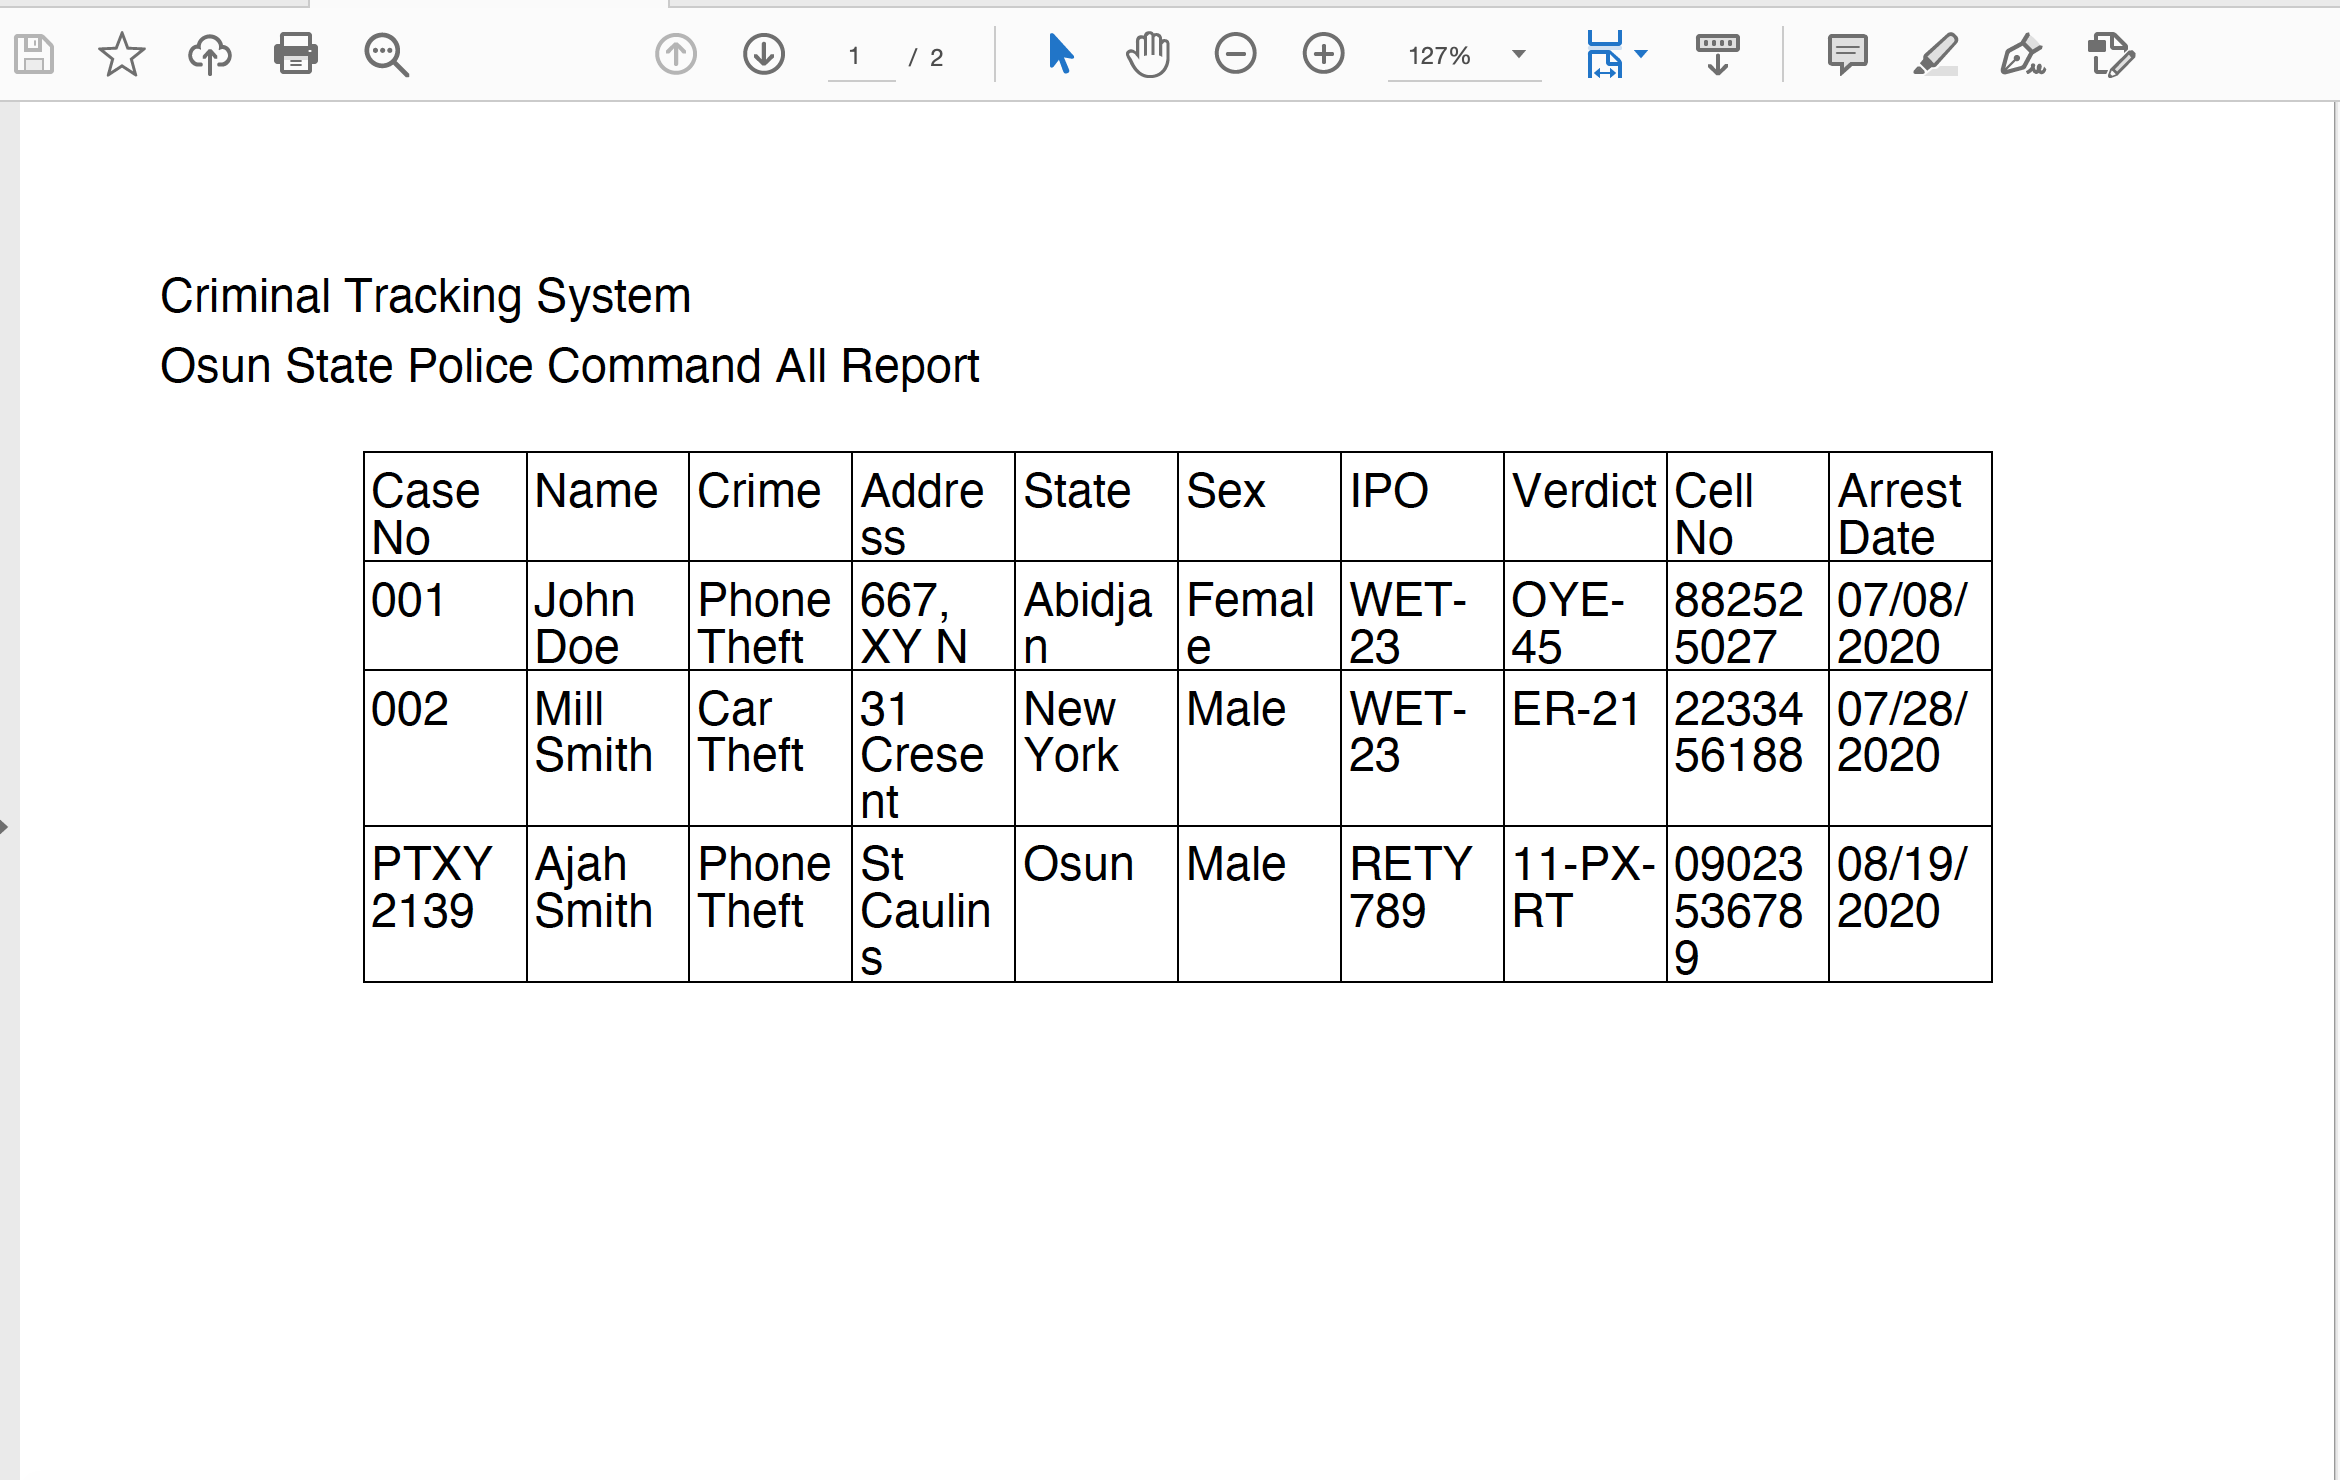 1 / 2 127%
Criminal Tracking System
Osun State Police Command All Report
Case Name Crime Addre State Sex IPO Verdict Cell Arrest
No ss No Date
001 John Phone 667, Abidja Femal WET- OYE- 88252 07/08/
Doe Theft XY N n e 23 45 5027 2020
002 Mill Car 31 New Male WET- ER-21 22334 07/28/
Smith Theft Crese York 23 56188 2020
nt
PTXY Ajah Phone St Osun Male RETY 11-PX- 09023 08/19/
2139 Smith Theft Caulin 789 RT 53678 2020
s 9